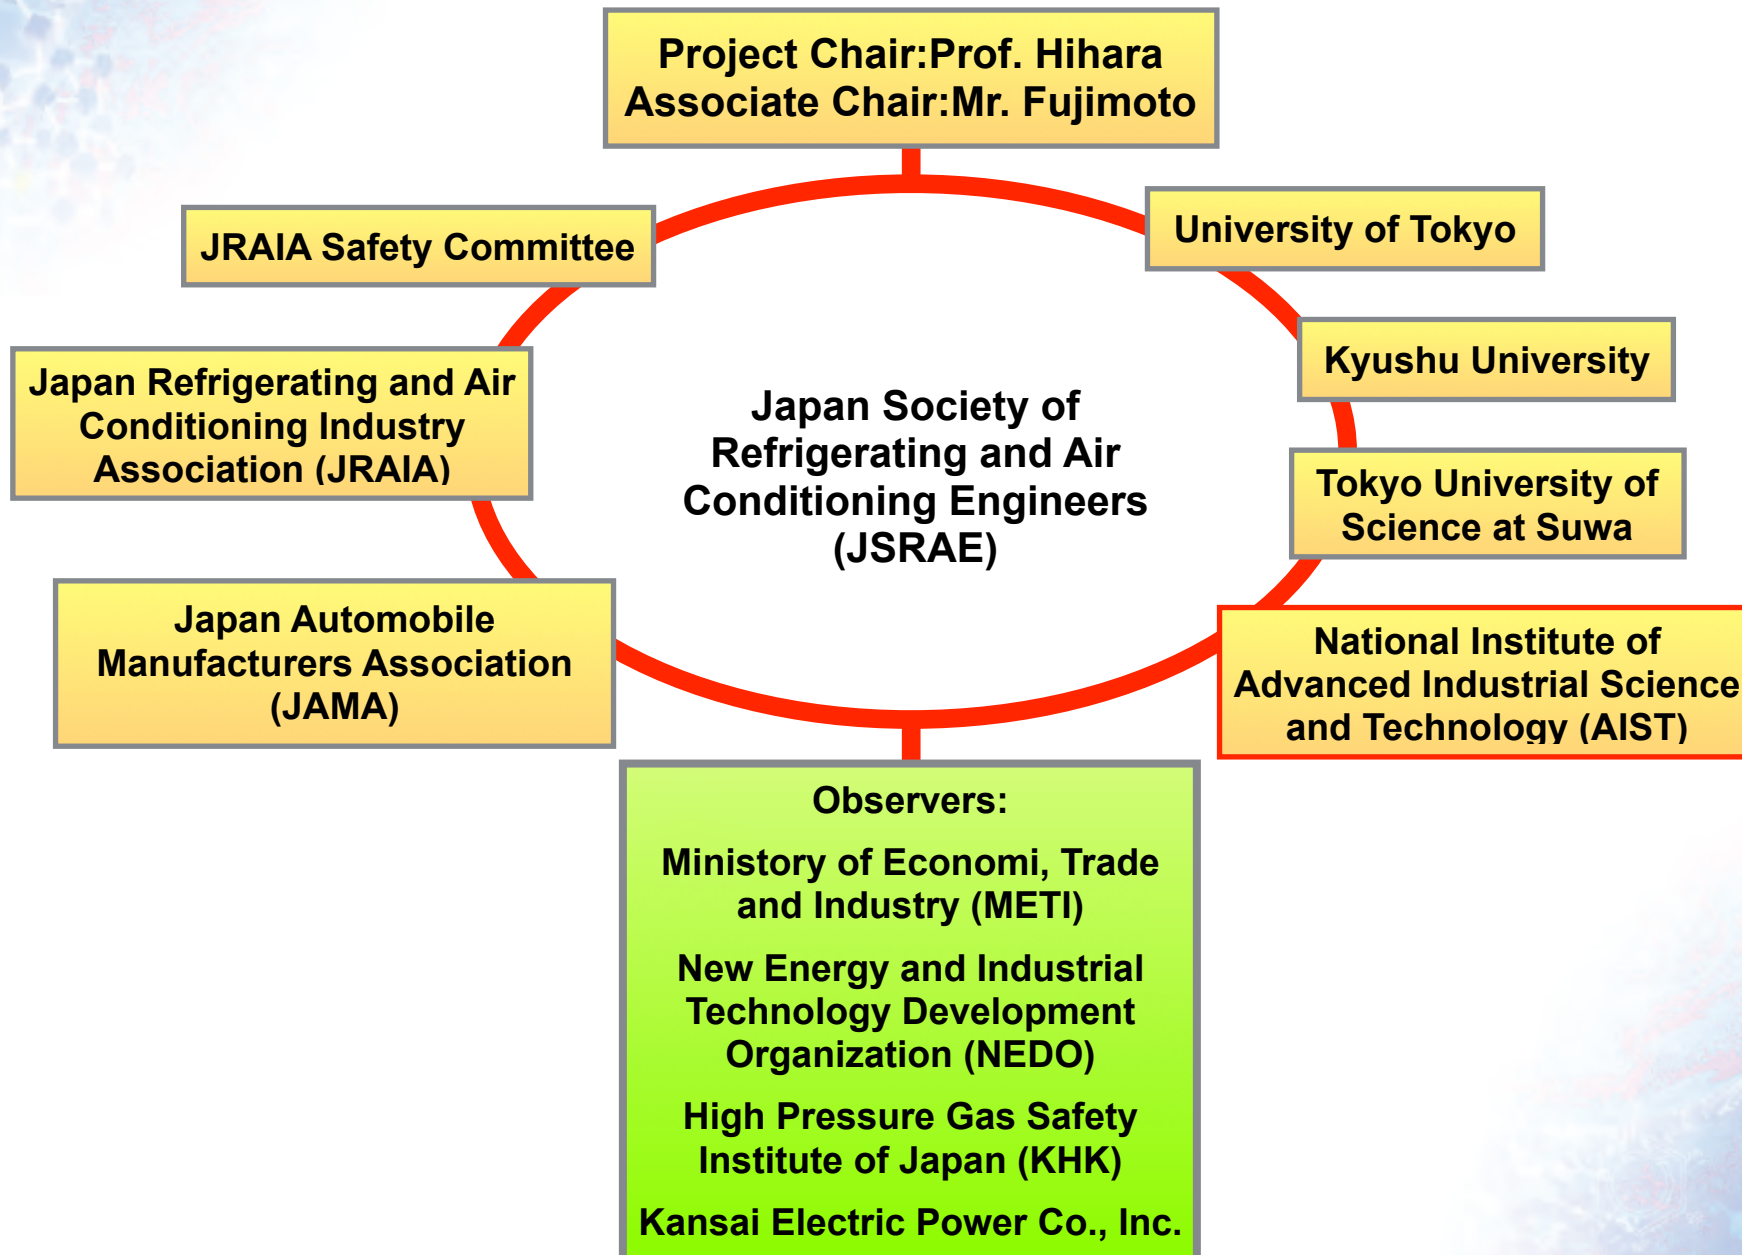 Project Chair:Prof. Hihara
Associate Chair:Mr. Fujimoto
JRAIA Safety Committee
University of Tokyo
Japan Refrigerating and Air
Conditioning Industry
Association (JRAIA)
Kyushu University
Japan Society of
Refrigerating and Air
Conditioning Engineers
(JSRAE)
Tokyo University of
Science at Suwa
Japan Automobile
Manufacturers Association
(JAMA)
National Institute of
Advanced Industrial Science
and Technology (AIST)
Observers:
Ministory of Economi, Trade
and Industry (METI)
New Energy and Industrial
Technology Development
Organization (NEDO)
High Pressure Gas Safety
Institute of Japan (KHK)
Kansai Electric Power Co., Inc.